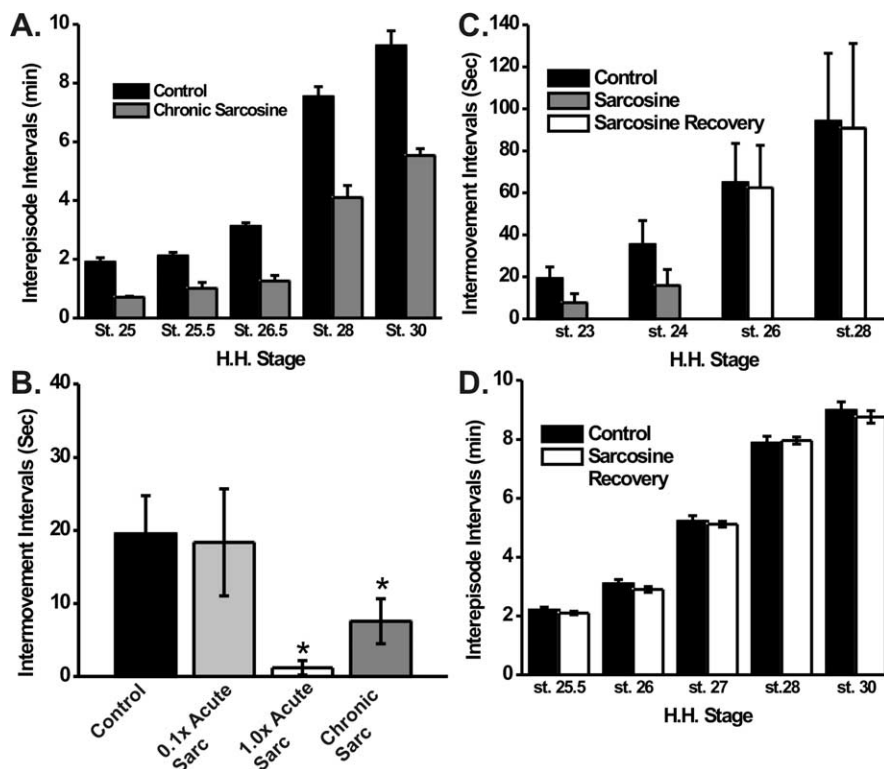 A.
Interepisode Intervals (min)
10
8
6
4
2
0
Control
Chronic Sarcosine
St. 25 St. 25.5 St. 26.5 St. 28 St. 30
H.H. Stage
B.
Intermovement Intervals (Sec)
40
30
20
10
0
*
*
Control
0.1x Acute
Sarc
1.0x Acute
Sarc
Chronic
Sarc
C.
Intermovement Intervals (Sec)
140
120
100
80
60
40
20
0
Control
Sarcosine
Sarcosine Recovery
st. 23 st. 24 st. 26 st.28
H.H. Stage
D.
Interepisode Intervals (min)
10
8
6
4
2
0
Control
Sarcosine
Recovery
st. 25.5 st. 26 st. 27 st.28 st. 30
H.H. Stage